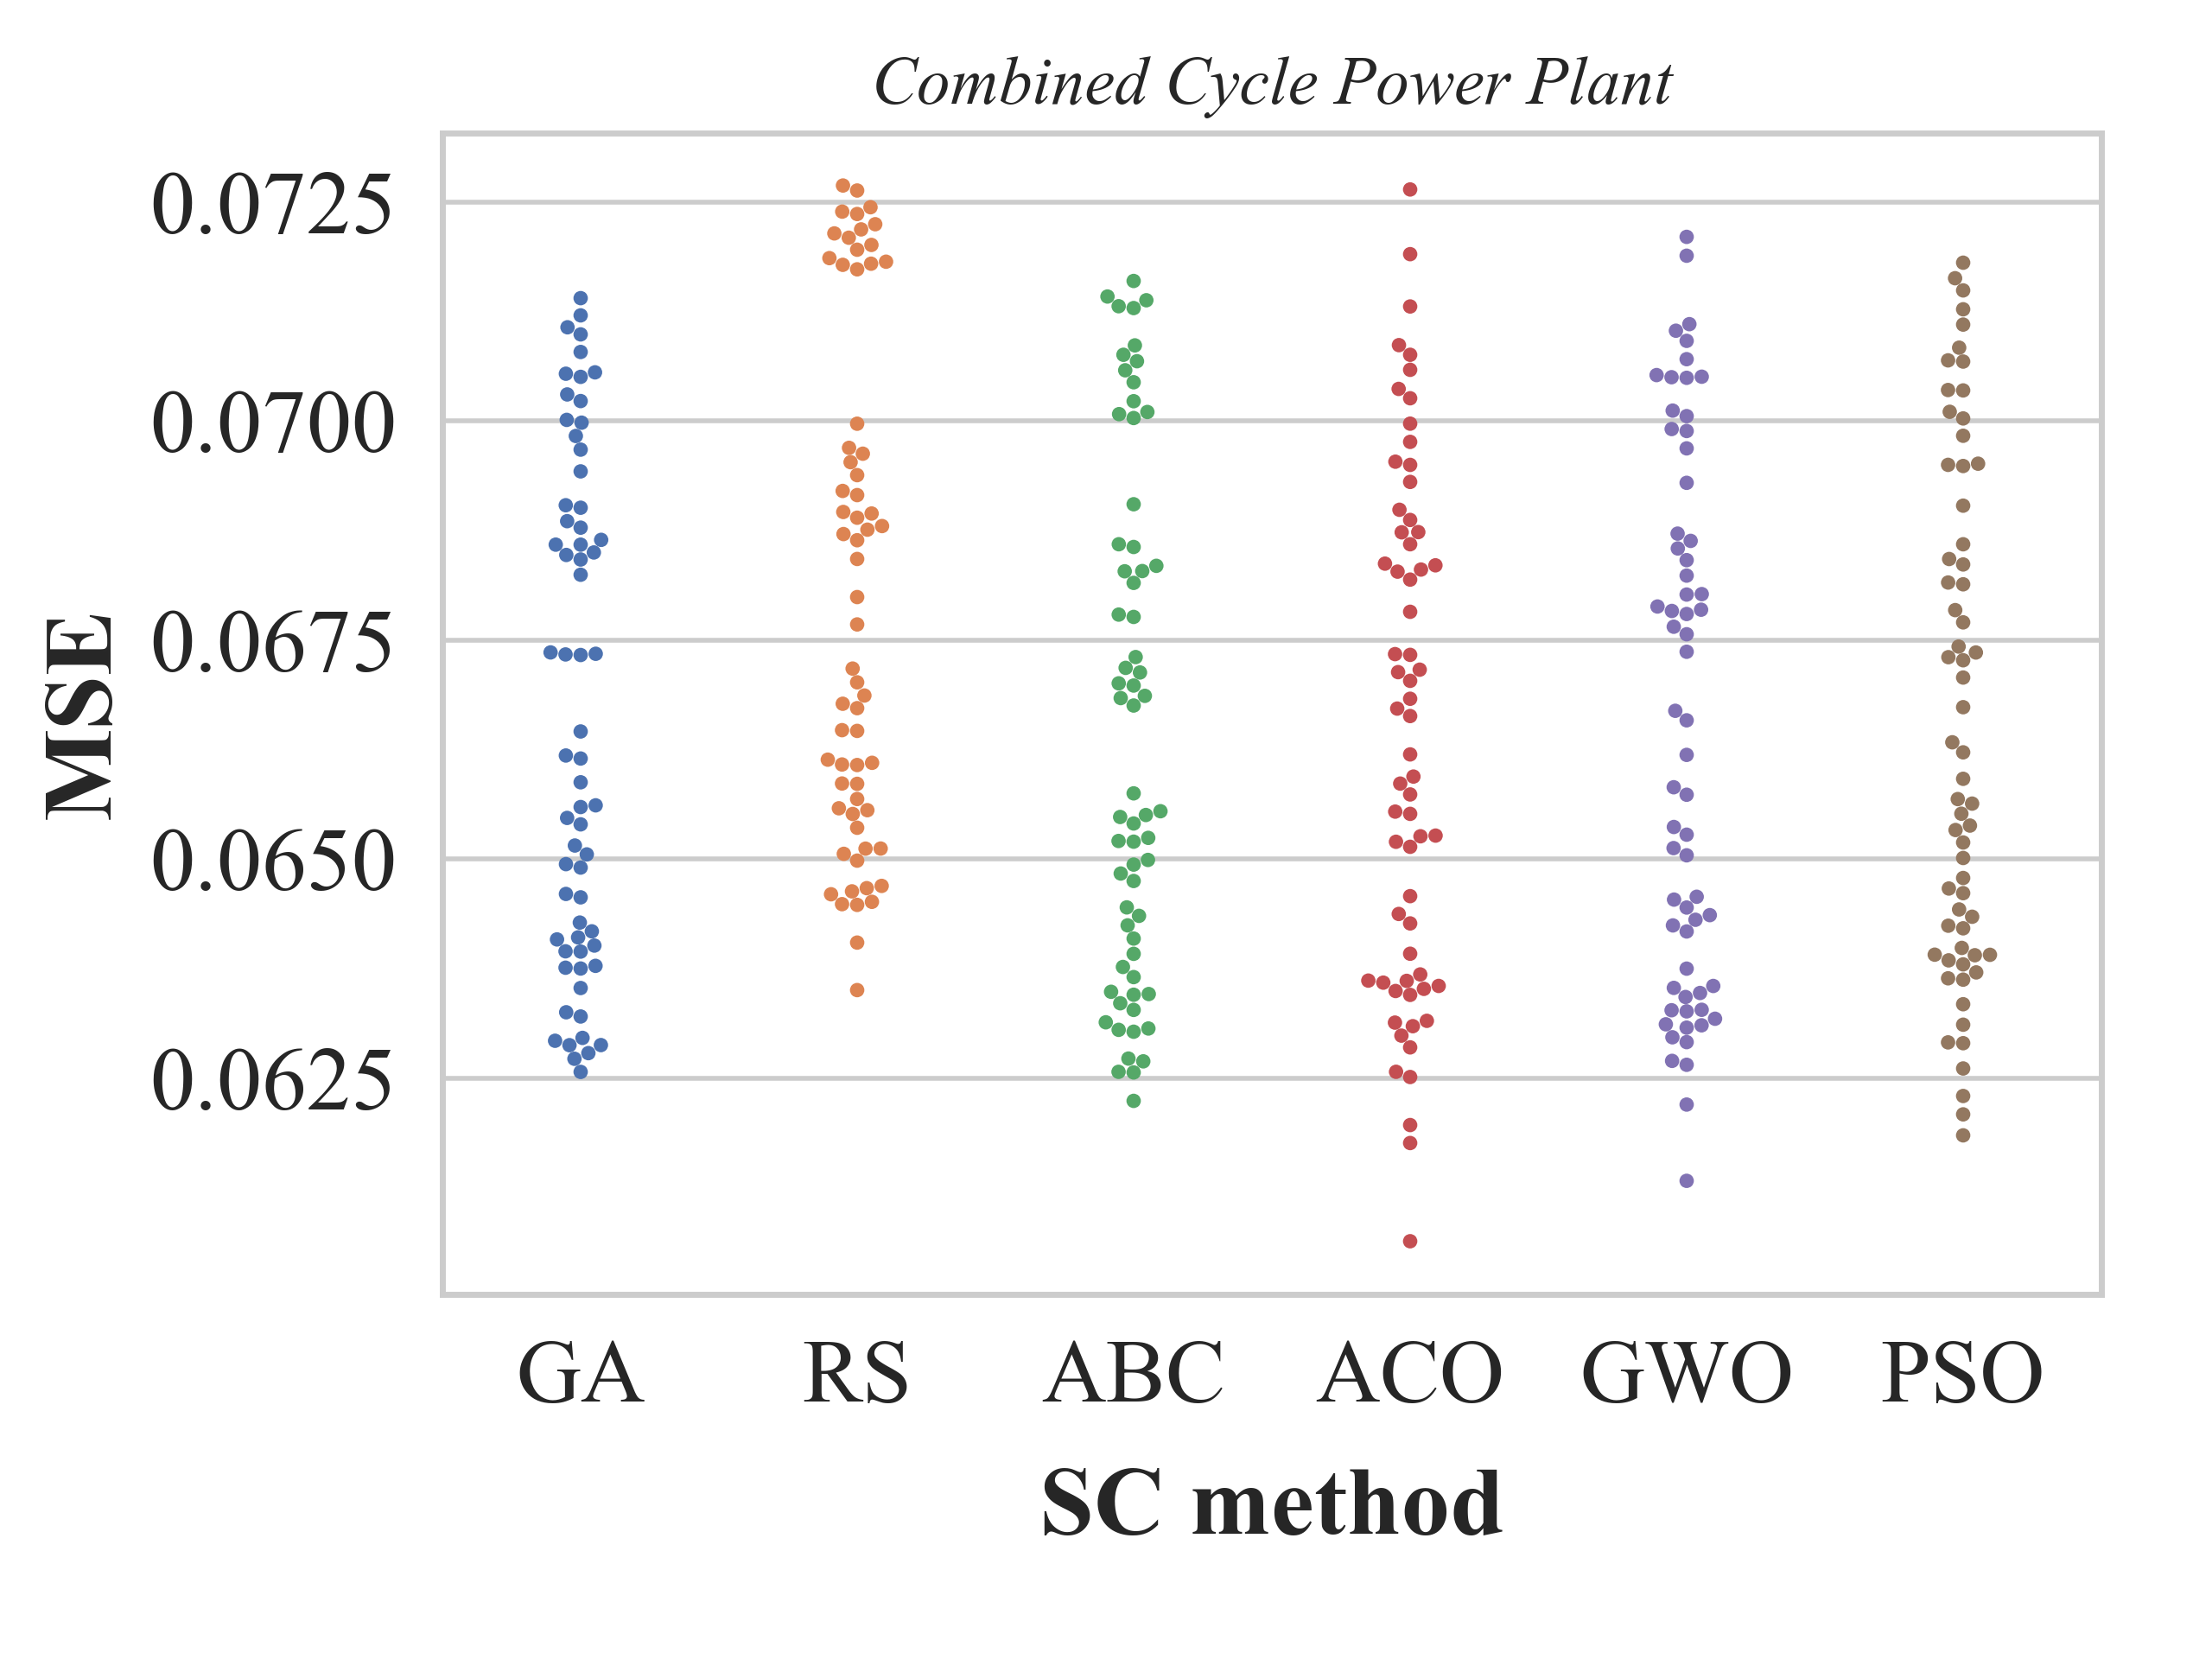 Combined Cycle Power Plant
0.0725
0.0700
0.0675
0.0650
0.0625
MSE
GA RS ABC ACO GWO PSO
SC method